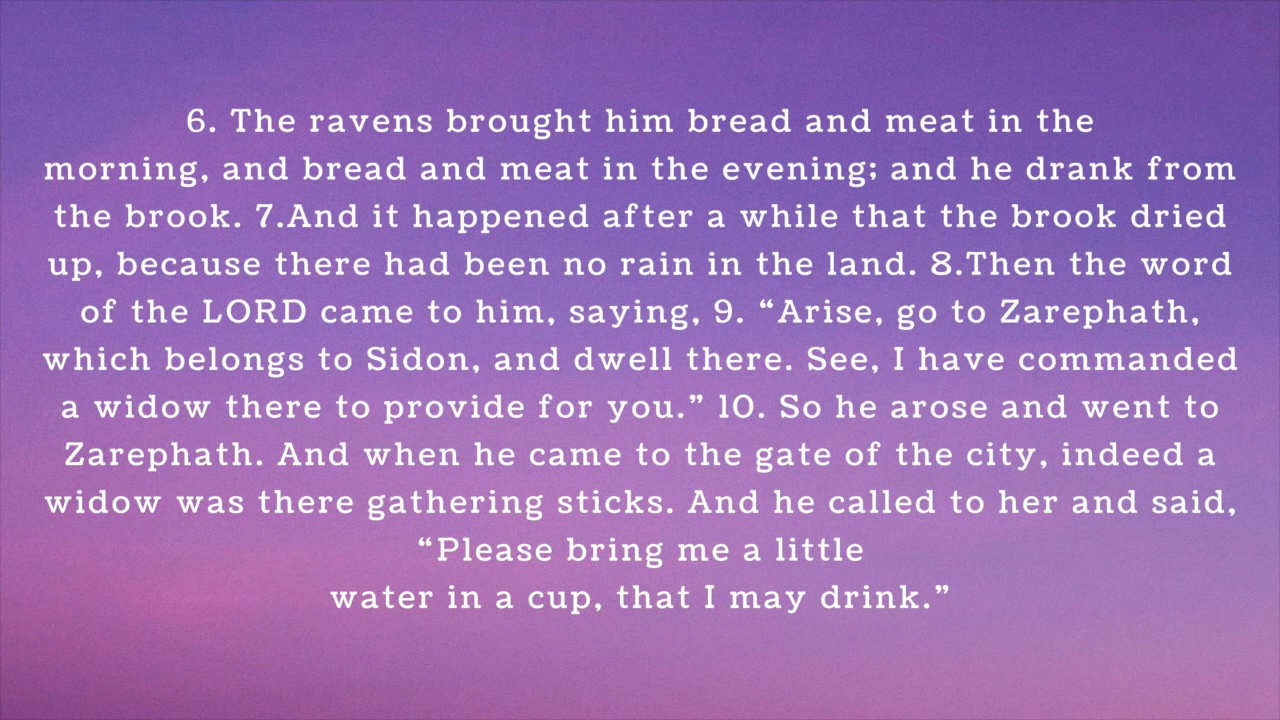 6. The ravens brought him bread and meat in the
morning, and bread and meat in the evening; and he drank from
the brook. 7.And it happened after a while that the brook dried
up, because there had been no rain in the land. 8.Then the word
of the LORD came to him, saying, 9. “Arise, go to Zarephath,
which belongs to Sidon, and dwell there. See, I have commanded
a widow there to provide for you.” 10. So he arose and went to
Zarephath. And when he came to the gate of the city, indeed a
widow was there gathering sticks. And he called to her and said,
“Please bring me a little
water in a cup, that I may drink.”